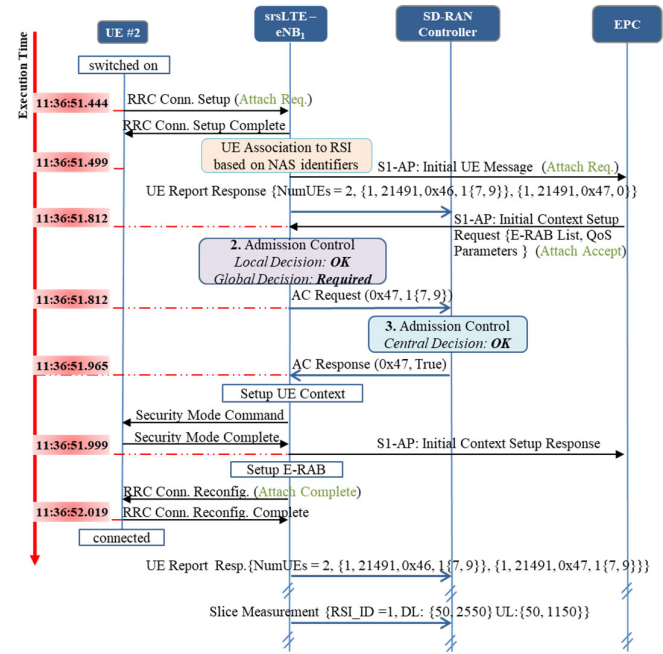 UE #2
srsLTE –
eNB1
SD-RAN
Controller
EPC
Execution Time
switched on
11:36:51.444
RRC Conn. Setup (Attach Req.)
RRC Conn. Setup Complete
UE Association to RSI
based on NAS identifiers
11:36:51.499
S1-AP: Initial UE Message (Attach Req.)
UE Report Response {NumUEs = 2, {1, 21491, 0x46, 1{7, 9}}, {1, 21491, 0x47, 0}}
11:36:51.812
S1-AP: Initial Context Setup
Request {E-RAB List, QoS
Parameters } (Attach Accept)
2. Admission Control
Local Decision: OK
Global Decision: Required
11:36:51.812
AC Request (0x47, 1{7, 9})
3. Admission Control
Central Decision: OK
11:36:51.965
AC Response (0x47, True)
Setup UE Context
Security Mode Command
Security Mode Complete
11:36:51.999
S1-AP: Initial Context Setup Response
Setup E-RAB
RRC Conn. Reconfig. (Attach Complete)
11:36:52.019
RRC Conn. Reconfig. Complete
connected
UE Report Resp.{NumUEs = 2, {1, 21491, 0x46, 1{7, 9}}, {1, 21491, 0x47, 1{7, 9}}}
Slice Measurement {RSI_ID =1, DL: {50, 2550} UL:{50, 1150}}